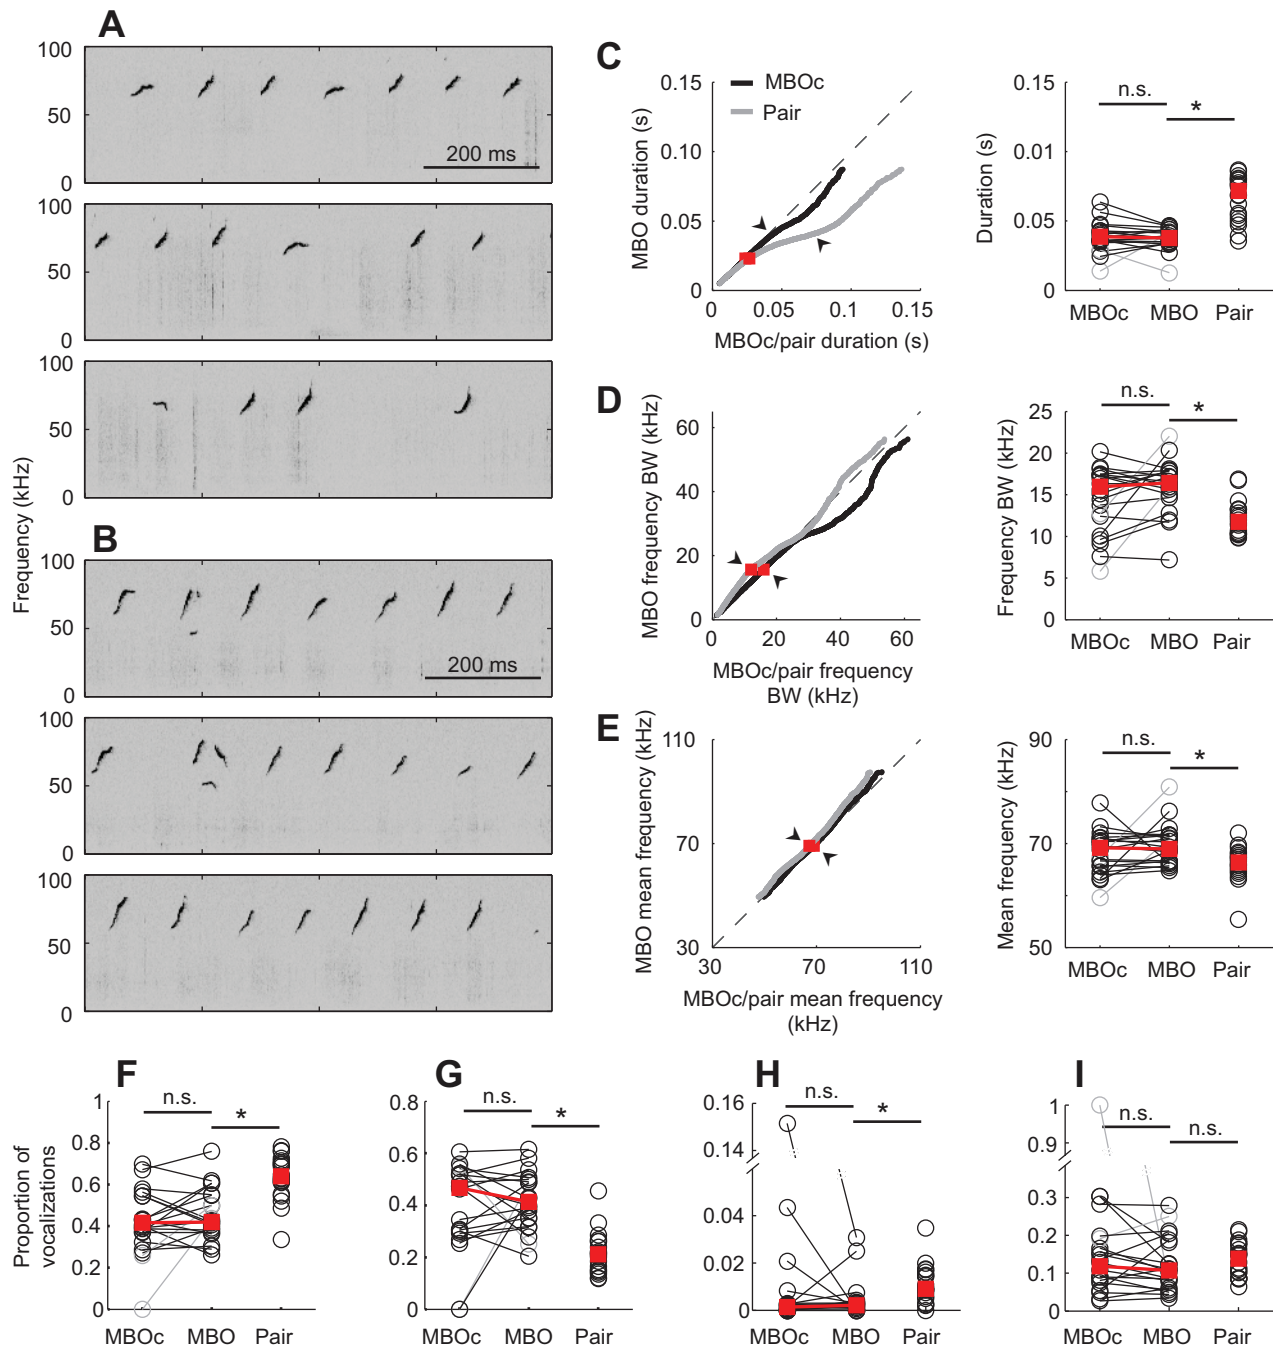 A
100
50
0
200 ms
100
50
0
100
50
0
Frequency (kHz)
B
100
50
0
200 ms
100
50
0
100
50
0
C
MBO duration (s)
0.15
0.10
0.05
0
MBOc
Pair
0
0.05
0.1
0.15
MBOc/pair duration (s)
Duration (s)
0.15
0.01
0.05
0
n.s.
*
MBOc
MBO
Pair
D
MBO frequency BW (kHz)
60
40
20
0
0
20
40
60
MBOc/pair frequency
BW (kHz)
Frequency BW (kHz)
25
20
15
10
5
0
n.s.
*
MBOc
MBO
Pair
E
MBO mean frequency (kHz)
110
70
30
30
70
110
MBOc/pair mean frequency
(kHz)
Mean frequency (kHz)
90
70
50
n.s.
*
MBOc
MBO
Pair
F
Proportion of
vocalizations
1
0.8
0.6
0.4
0.2
0
n.s.
*
MBOc
MBO
Pair
G
0.8
0.6
0.4
0.2
0
n.s.
*
MBOc
MBO
Pair
H
0.16
0.14
0.04
0.02
0
n.s.
*
MBOc
MBO
Pair
I
1
0.9
0.3
0.2
0.1
0
n.s.
n.s.
MBOc
MBO
Pair